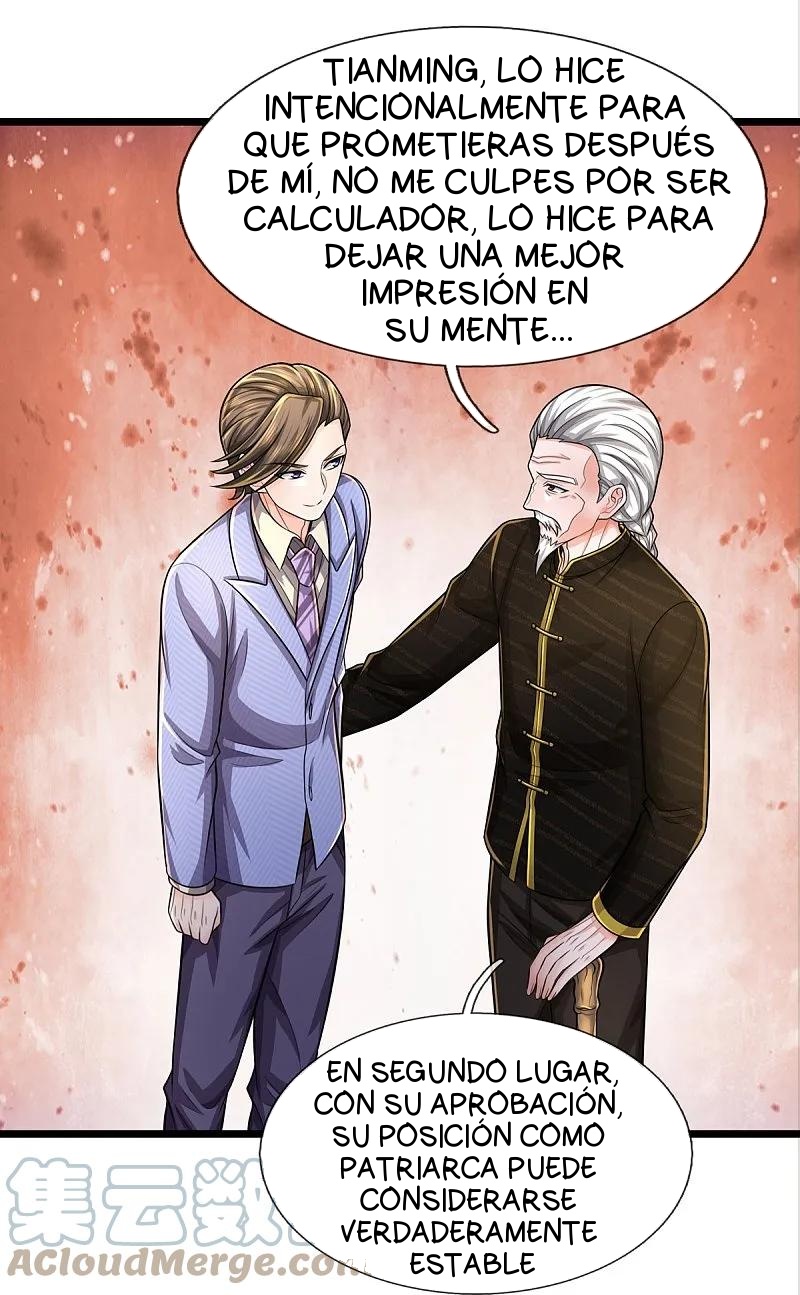 TIANMING, LO HICE
INTENCIONALMENTE PARA
QUE PROMETIERAS DESPUÉS
DE MÍ, NO ME CULPES POR SER
CALCULADOR, LO HICE PARA
DEJAR UNA MEJOR
IMPRESIÓN EN
SU MENTE...
EN SEGUNDO LUGAR,
CON SU APROBACIÓN,
SU POSICIÓN COMO
PATRIARCA PUEDE
CONSIDERARSE
VERDADERAMENTE
ESTABLE
集云数
AcloudMerge.com